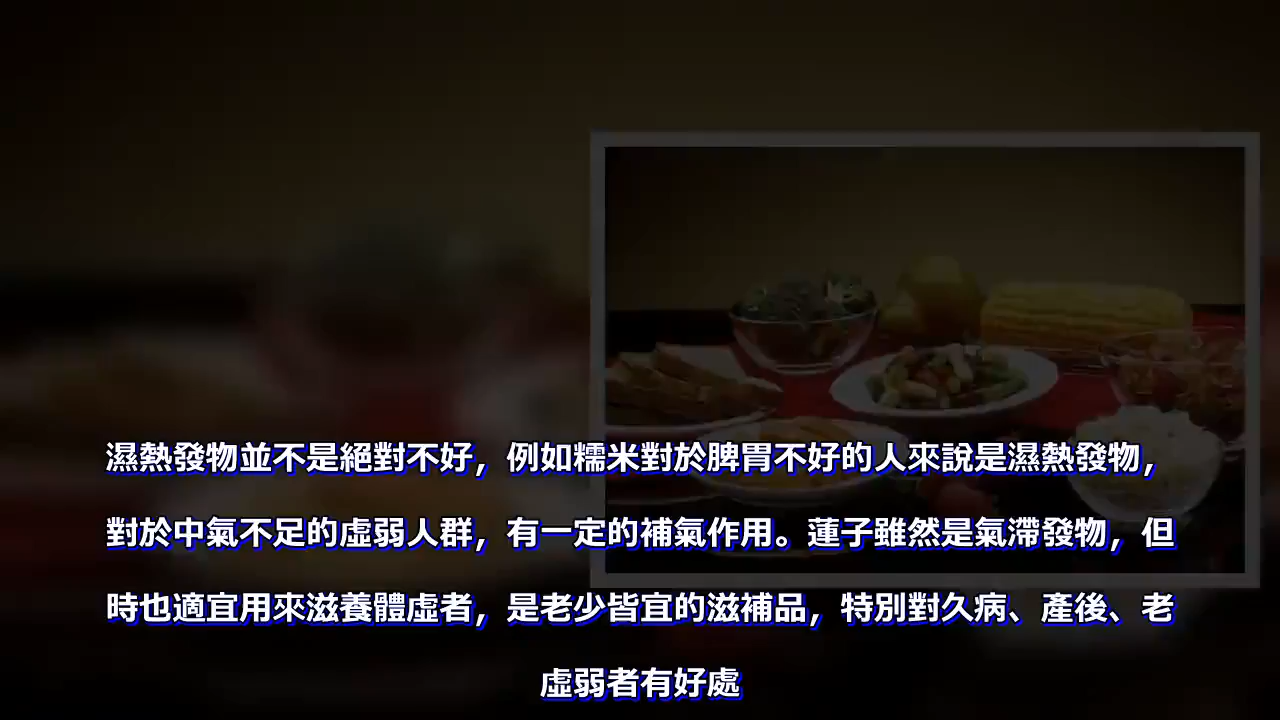 濕熱發物並不是絕對不好，例如糯米對於脾胃不好的人來說是濕熱發物，
對於中氣不足的虛弱人群，有一定的補氣作用。蓮子雖然是氣滯發物，但
時也適宜用來滋養體虛者，是老少皆宜的滋補品，特別對久病、產後、老
虛弱者有好處